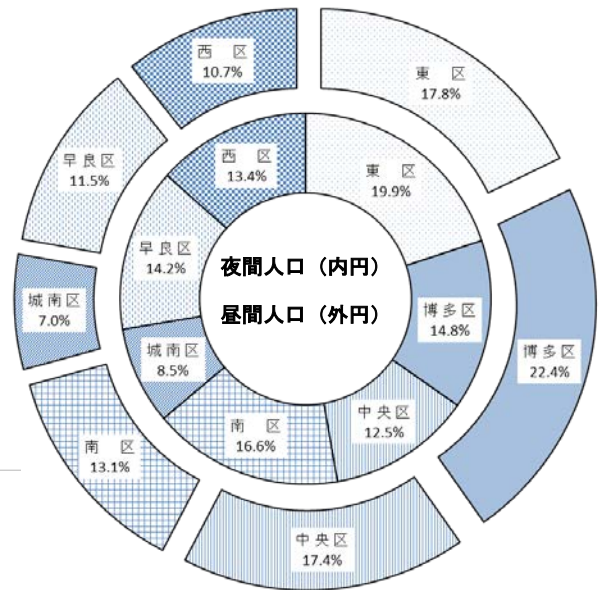 夜間人口（内円）
昼間人口（外円）
東　区
17.8%
博多区
22.4%
中央区
17.4%
南　区
13.1%
城南区
7.0%
早良区
11.5%
西　区
10.7%
東　区
19.9%
博多区
14.8%
中央区
12.5%
南　区
16.6%
城南区
8.5%
早良区
14.2%
西　区
13.4%